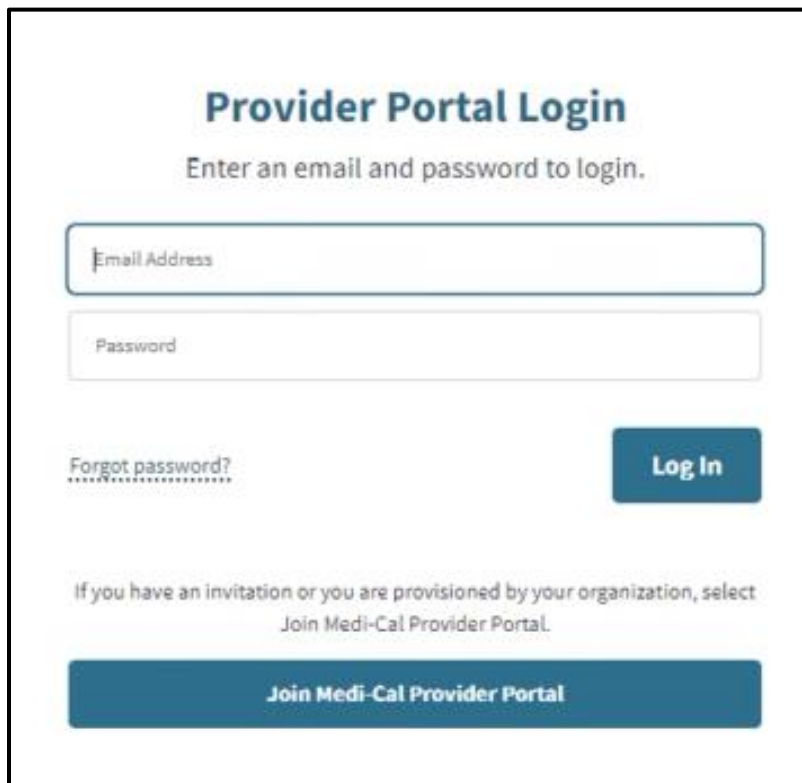 Provider Portal Login
Enter an email and password to login.
Email Address
Password
Forgot password?
Log In
If you have an invitation or you are provisioned by your organization, select
Join Medi-Cal Provider Portal.
Join Medi-Cal Provider Portal